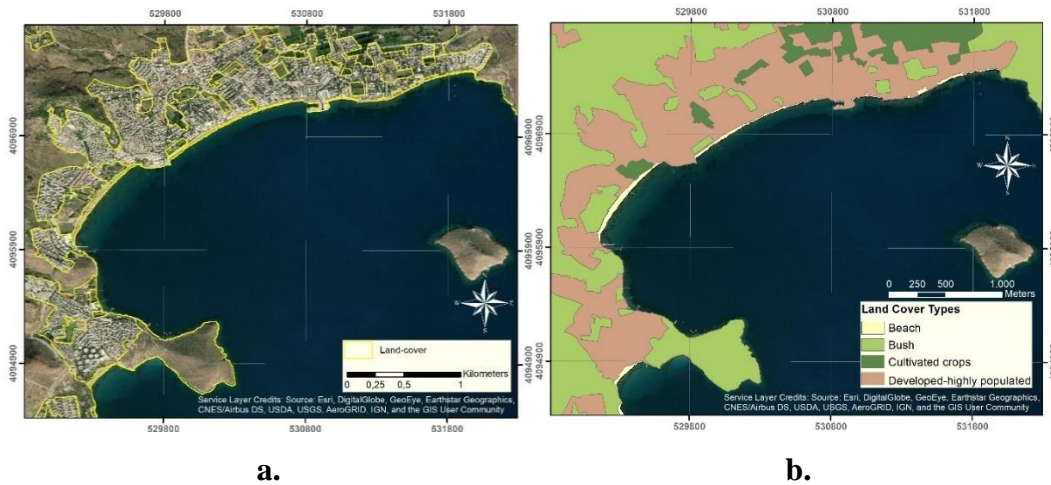 529800 530800 531800
4096900
4095900
4094900
N
W E
S
Land-cover
0 0,25 0,5 1
Kilometers
Service Layer Credits: Source: Esri, DigitalGlobe, GeoEye, Earthstar Geographics,
CNES/Airbus DS, USDA, USGS, AeroGRID, IGN, and the GIS User Community
529800 530800 531800
a.
529800 530800 531800
4096900
4095900
4094900
N
W E
S
0 250 500 1.000
Meters
Land Cover Types
Beach
Bush
Cultivated crops
Developed-highly populated
Service Layer Credits: Source: Esri, DigitalGlobe, GeoEye, Earthstar Geographics,
CNES/Airbus DS, USDA, USGS, AeroGRID, IGN, and the GIS User Community
529800 530800 531800
b.